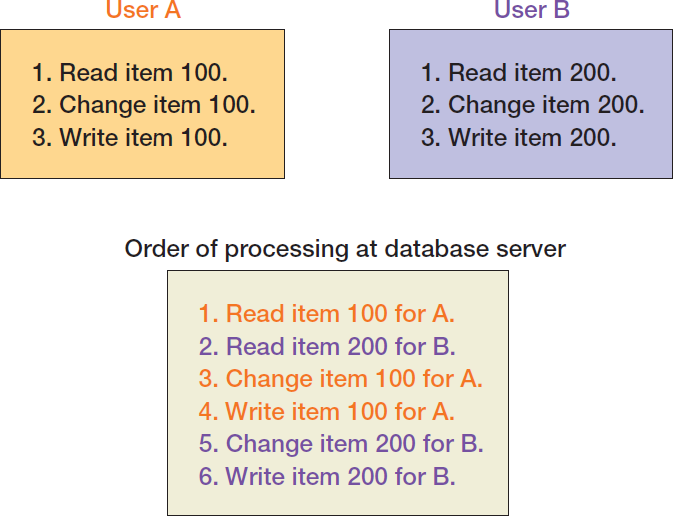 User A
1. Read item 100.
2. Change item 100.
3. Write item 100.
User B
1. Read item 200.
2. Change item 200.
3. Write item 200.
Order of processing at database server
1. Read item 100 for A.
2. Read item 200 for B.
3. Change item 100 for A.
4. Write item 100 for A.
5. Change item 200 for B.
6. Write item 200 for B.